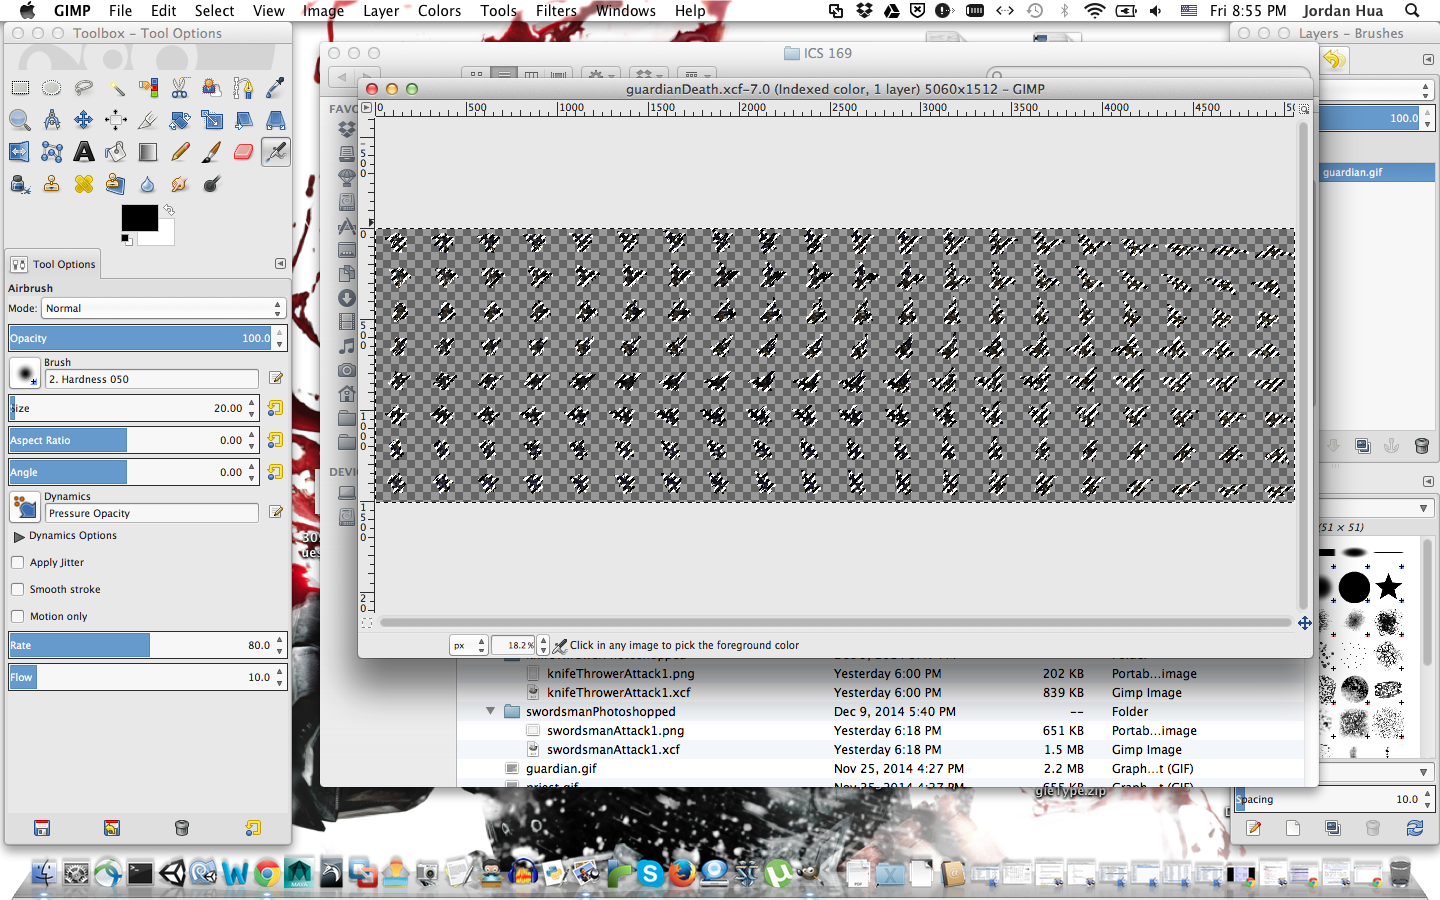 GIMP File Edit Select View Image Layer Colors Tools Filters Windows Help Fri 8:55 PM Jordan Hua
Toolbox - Tool Options
ICS 169
Layers - Brushes
guardianDeath.xcf-7.0 (Indexed color, 1 layer) 5060x1512 – GIMP
0 500 1000 1500 2000 2500 3000 3500 4000 4500
100.0
guardian.gif
Tool Options
Airbrush
Mode: Normal
Opacity 100.0
Brush
2. Hardness 050
Size 20.00
Aspect Ratio 0.00
Angle 0.00
Dynamics
Pressure Opacity
Dynamics Options
Apply Jitter
Smooth stroke
Motion only
Rate 80.0
Flow 10.0
FAVO
DEVIC
(51 × 51)
px 18.2% Click in any image to pick the foreground color
knifeThrowerAttack1.png Yesterday 6:00 PM 202 KB Portab...image
knifeThrowerAttack1.xcf Yesterday 6:00 PM 839 KB Gimp Image
swordsmanPhotoshopped Dec 9, 2014 5:40 PM -- Folder
swordsmanAttack1.png Yesterday 6:18 PM 651 KB Portab...image
swordsmanAttack1.xcf Yesterday 6:18 PM 1.5 MB Gimp Image
guardian.gif Nov 25, 2014 4:27 PM 2.2 MB Graph...t (GIF)
Spacing 10.0